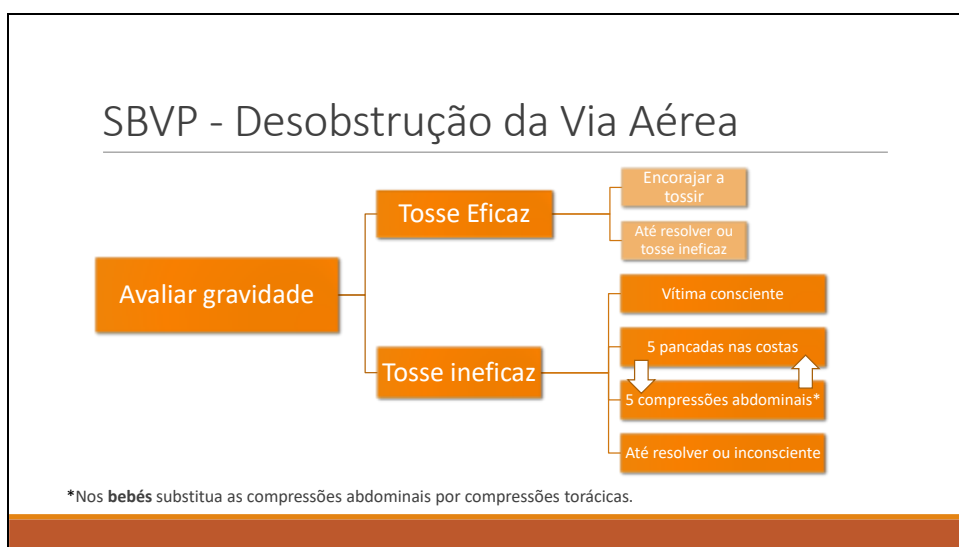 SBVP - Desobstrução da Via Aérea
Avaliar gravidade
Tosse Eficaz
Encorajar a
tossir
Até resolver ou
tosse ineficaz
Tosse ineficaz
Vítima consciente
5 pancadas nas costas
5 compressões abdominais*
Até resolver ou inconsciente
*Nos bebés substitua as compressões abdominais por compressões torácicas.